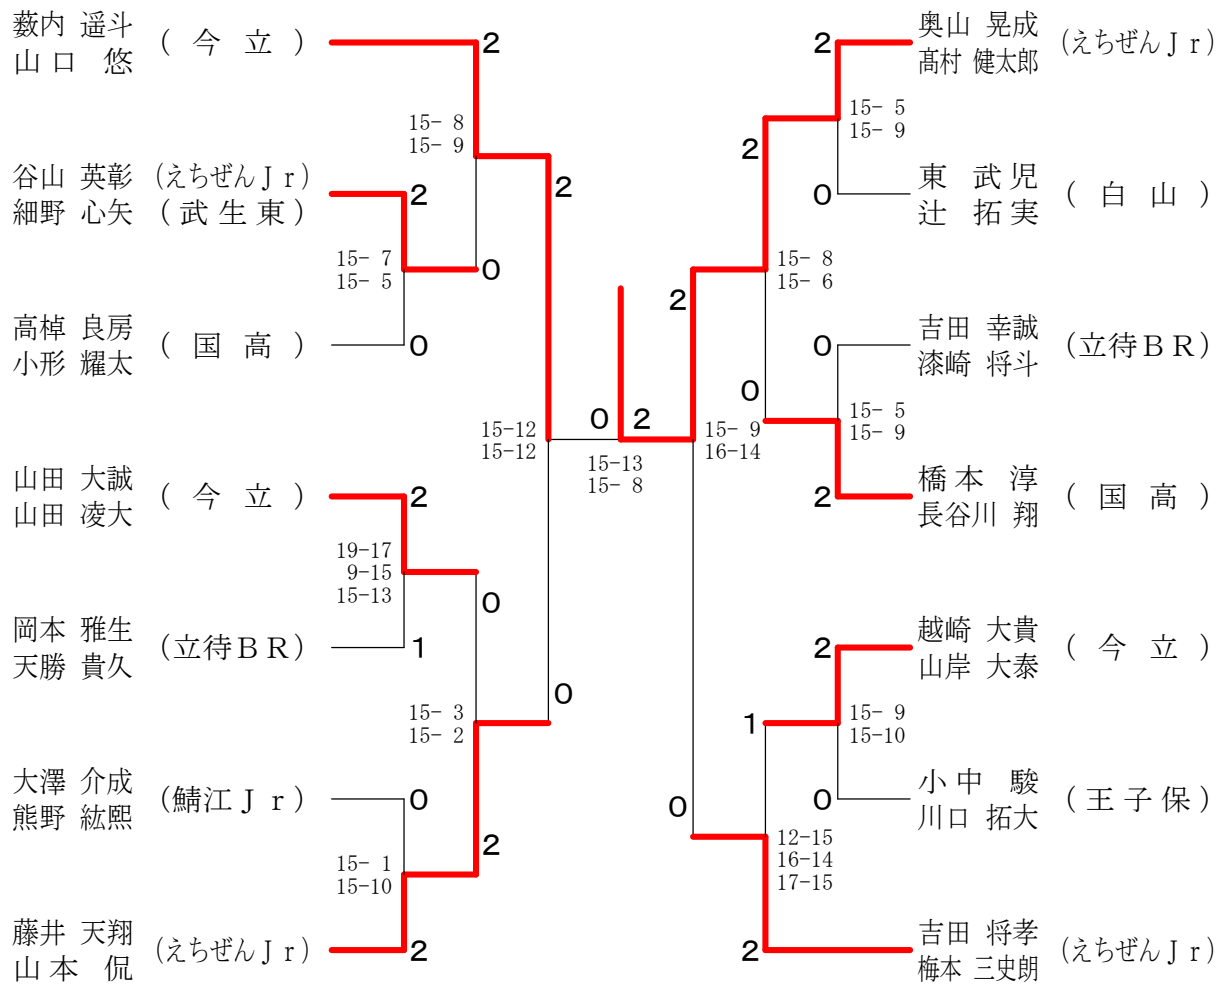 薮内 遥斗
山口 悠
( 今 立 )
2
15- 8
15- 9
谷山 英彰 (えちぜんＪｒ)
細野 心矢 (武生東)
2
15- 7
15- 5
0
高棹 良房
小形 耀太
( 国 高 )
0
2
15-12
15-12
山田 大誠
山田 凌大
( 今 立 )
2
19-17
9-15
15-13
0
岡本 雅生
天勝 貴久
(立待ＢＲ)
1
15- 3
15- 2
0
大澤 介成
熊野 紘熙
(鯖江Ｊｒ)
0
15- 1
15-10
2
藤井 天翔
山本 侃
(えちぜんＪｒ)
2
0 2
15-13
15- 8
奥山 晃成
髙村 健太郎
(えちぜんＪｒ)
2
15- 5
15- 9
2
東 武児
辻 拓実
( 白 山 )
0
15- 8
15- 6
2
吉田 幸誠
漆崎 将斗
(立待ＢＲ)
0
15- 5
15- 9
0
橋本 淳
長谷川 翔
( 国 高 )
2
15- 9
16-14
越崎 大貴
山岸 大泰
( 今 立 )
2
15- 9
15-10
1
小中 駿
川口 拓大
(王子保)
0
12-15
16-14
17-15
0
吉田 将孝
梅本 三史朗
(えちぜんＪｒ)
2